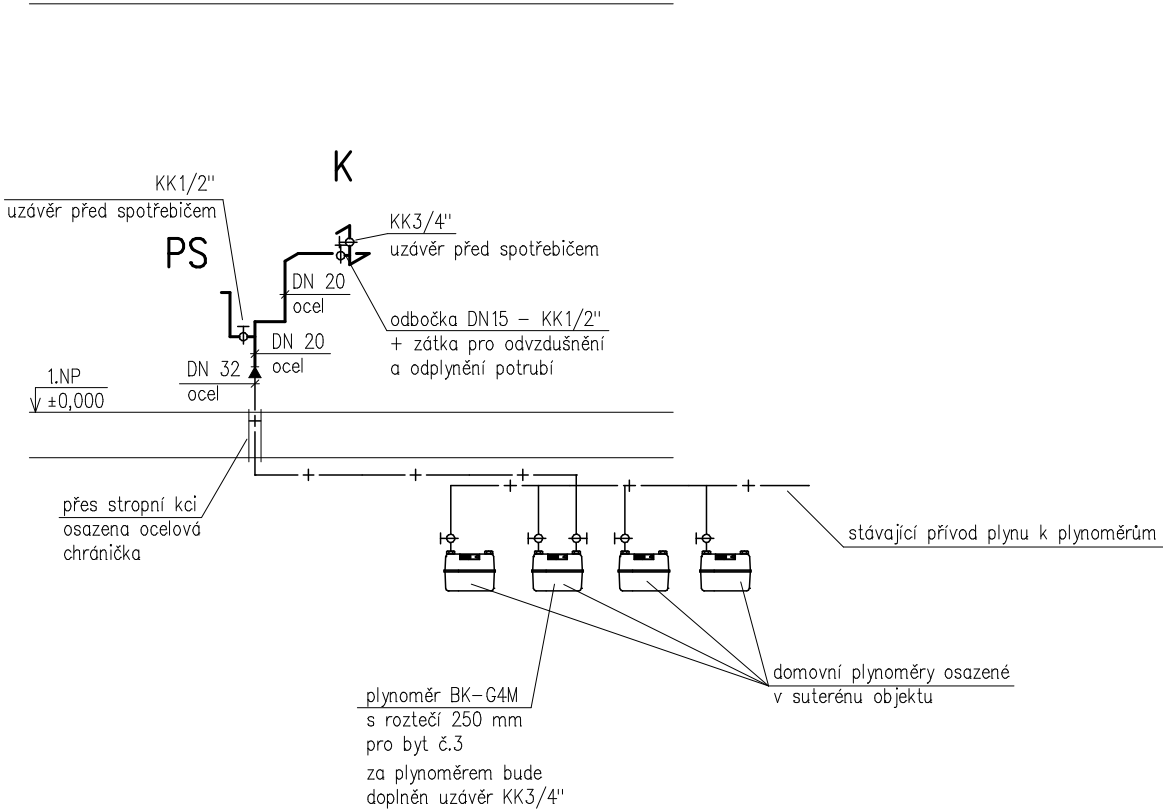 K
KK1/2"
uzávěr před spotřebičem
KK3/4"
uzávěr před spotřebičem
PS
DN 20
ocel
odbočka DN15 – KK1/2"
+ zátka pro odvzdušnění
a odplynění potrubí
DN 20
ocel
DN 32
ocel
1.NP
±0,000
přes stropní kci
osazena ocelová
chránička
stávající přívod plynu k plynoměrům
domovní plynoměry osazené
v suterénu objektu
plynoměr BK–G4M
s roztečí 250 mm
pro byt č.3
za plynoměrem bude
doplněn uzávěr KK3/4"